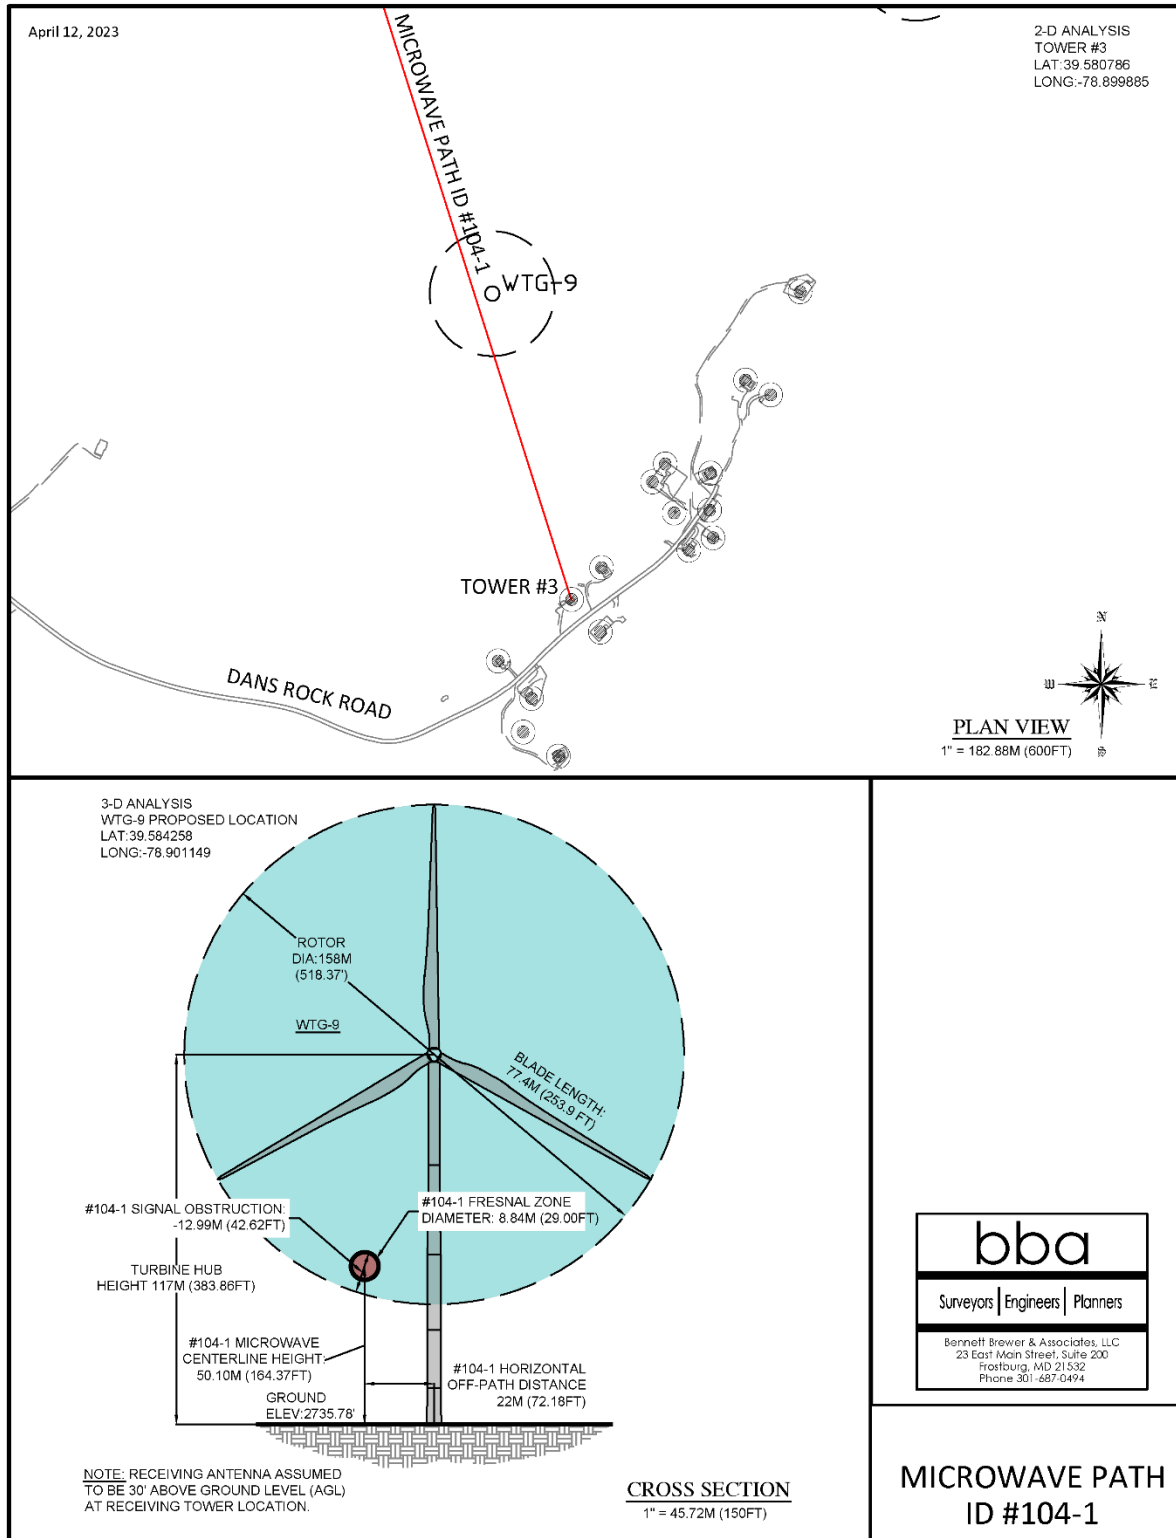 April 12, 2023
2-D ANALYSIS
TOWER #3
LAT:39.580786
LONG:-78.899885
MICROWAVE PATH ID #104-1
WTG-9
TOWER #3
DANS ROCK ROAD
N
W
E
S
PLAN VIEW
1" = 182.88M (600FT)
3-D ANALYSIS
WTG-9 PROPOSED LOCATION
LAT:39.584258
LONG:-78.901149
ROTOR
DIA:158M
(518.37')
WTG-9
BLADE LENGTH:
77.4M (253.9 FT)
#104-1 SIGNAL OBSTRUCTION:
-12.99M (42.62FT)
#104-1 FRESNAL ZONE
DIAMETER: 8.84M (29.00FT)
TURBINE HUB
HEIGHT 117M (383.86FT)
#104-1 MICROWAVE
CENTERLINE HEIGHT:
50.10M (164.37FT)
#104-1 HORIZONTAL
OFF-PATH DISTANCE
22M (72.18FT)
GROUND
ELEV:2735.78'
NOTE: RECEIVING ANTENNA ASSUMED
TO BE 30' ABOVE GROUND LEVEL (AGL)
AT RECEIVING TOWER LOCATION.
CROSS SECTION
1" = 45.72M (150FT)
bba
Surveyors | Engineers | Planners
Bennett Brewer & Associates, LLC
23 East Main Street, Suite 200
Frostburg, MD 21532
Phone 301-687-0494
MICROWAVE PATH
ID #104-1